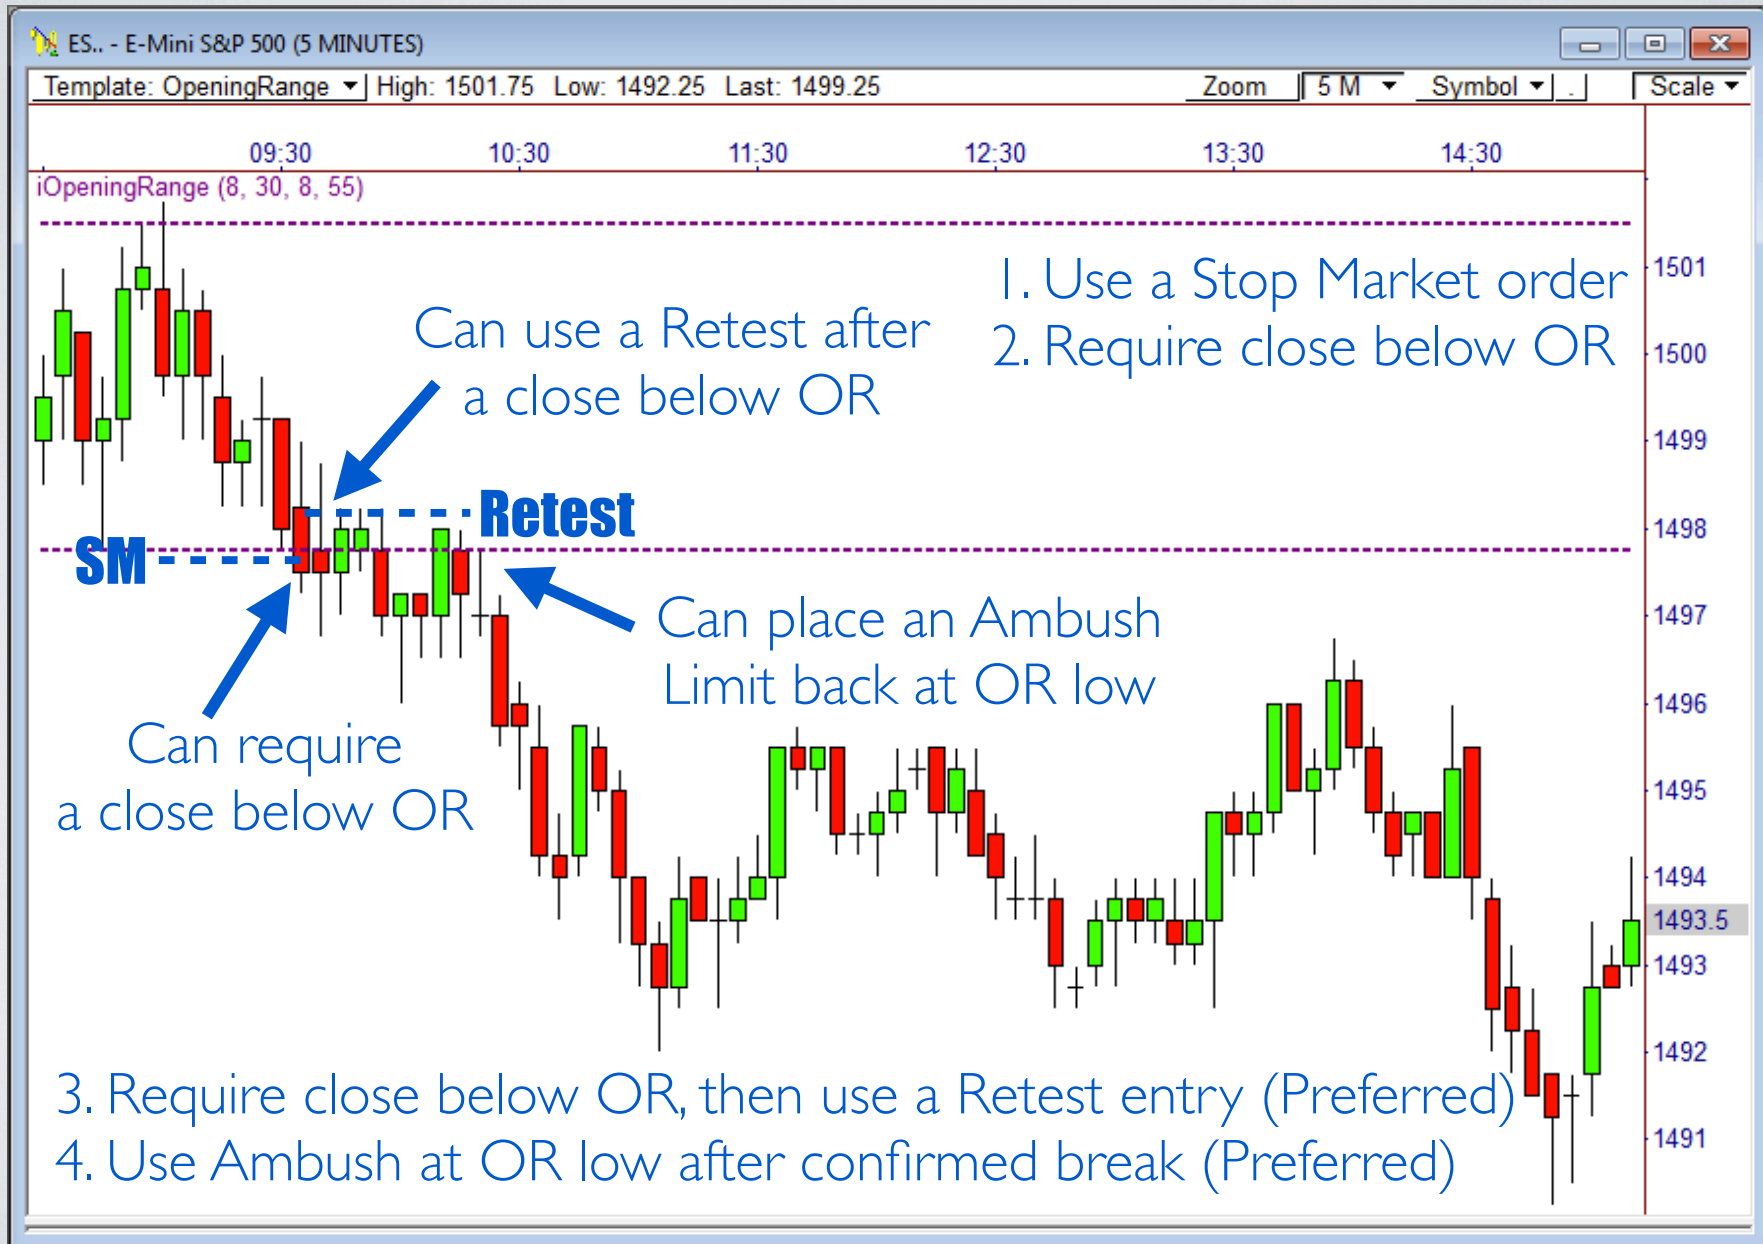 ES.. - E-Mini S&P 500 (5 MINUTES)
Template: OpeningRange High: 1501.75 Low: 1492.25 Last: 1499.25 Zoom 5 M Symbol . Scale
09:30 10:30 11:30 12:30 13:30 14:30
iOpeningRange (8, 30, 8, 55)
1. Use a Stop Market order
2. Require close below OR
Can use a Retest after
a close below OR
Retest
SM
Can place an Ambush
Limit back at OR low
Can require
a close below OR
3. Require close below OR, then use a Retest entry (Preferred)
4. Use Ambush at OR low after confirmed break (Preferred)
1501
1500
1499
1498
1497
1496
1495
1494
1493.5
1493
1492
1491